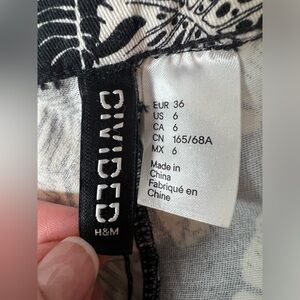 DIVIDED
H&M
EUR 36
US 6
CA 6
CN 165/68A
MX 6
Made in
China
Fabriqué en
Chine